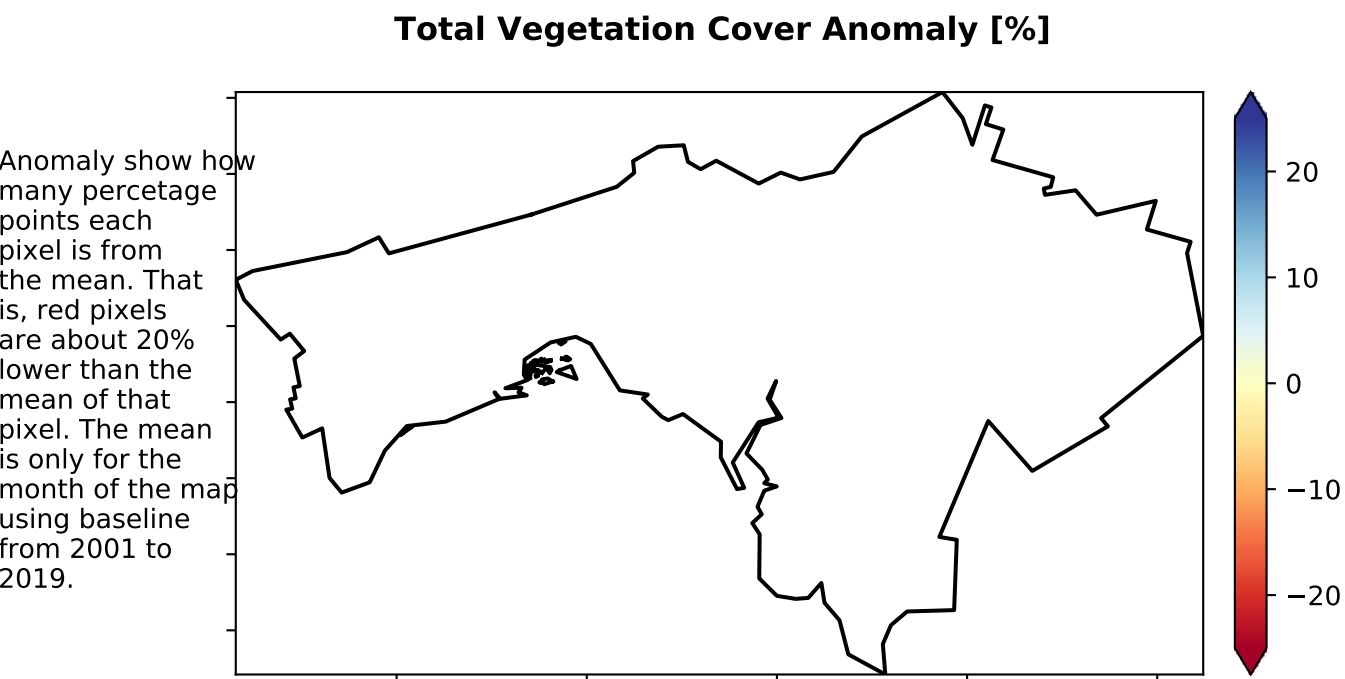 Total Vegetation Cover Anomaly [%]
Anomaly show how
many percetage
points each
pixel is from
the mean. That
is, red pixels
are about 20%
lower than the
mean of that
pixel. The mean
is only for the
month of the map
using baseline
from 2001 to
2019.
20
10
0
−10
−20